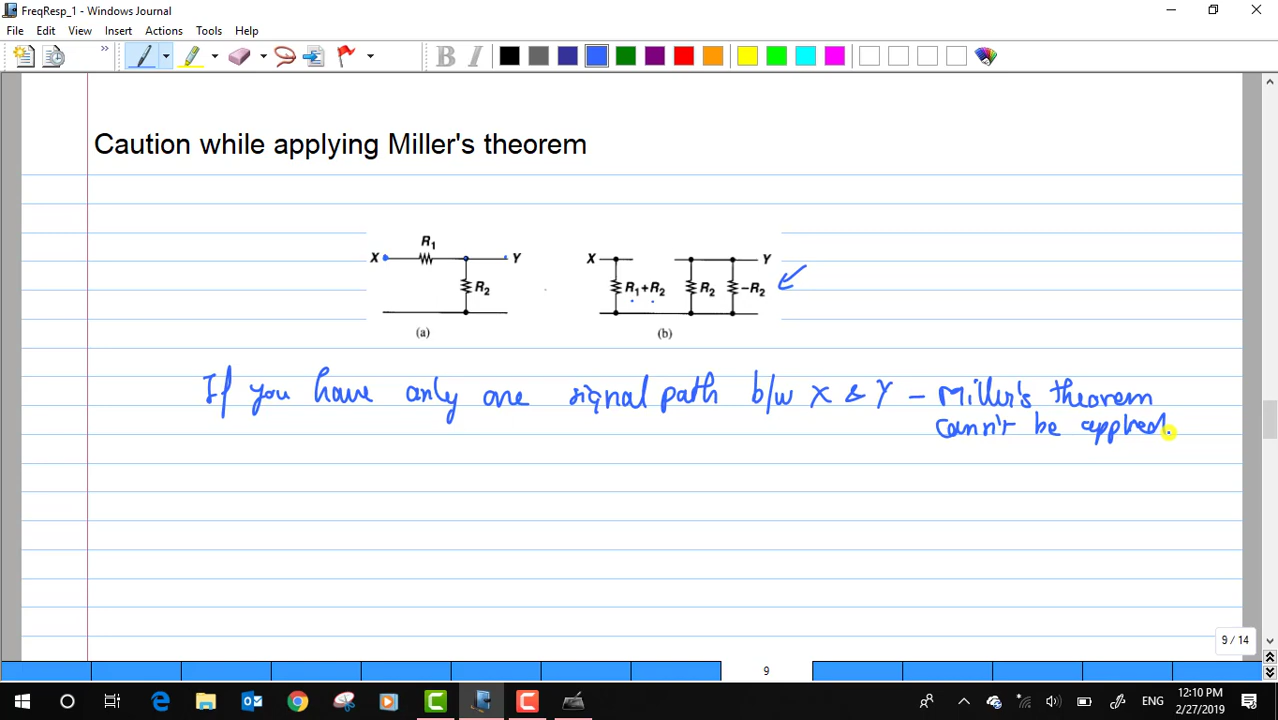 FreqResp_1 - Windows Journal
File Edit View Insert Actions Tools Help
B I
Caution while applying Miller's theorem
X R1 Y R2
(a)
X R1+R2 R2 -R2 Y
(b)
If you have only one signal path b/w X & Y - Miller's theorem
cann't be applied.
9 / 14
9
ENG
12:10 PM
2/27/2019